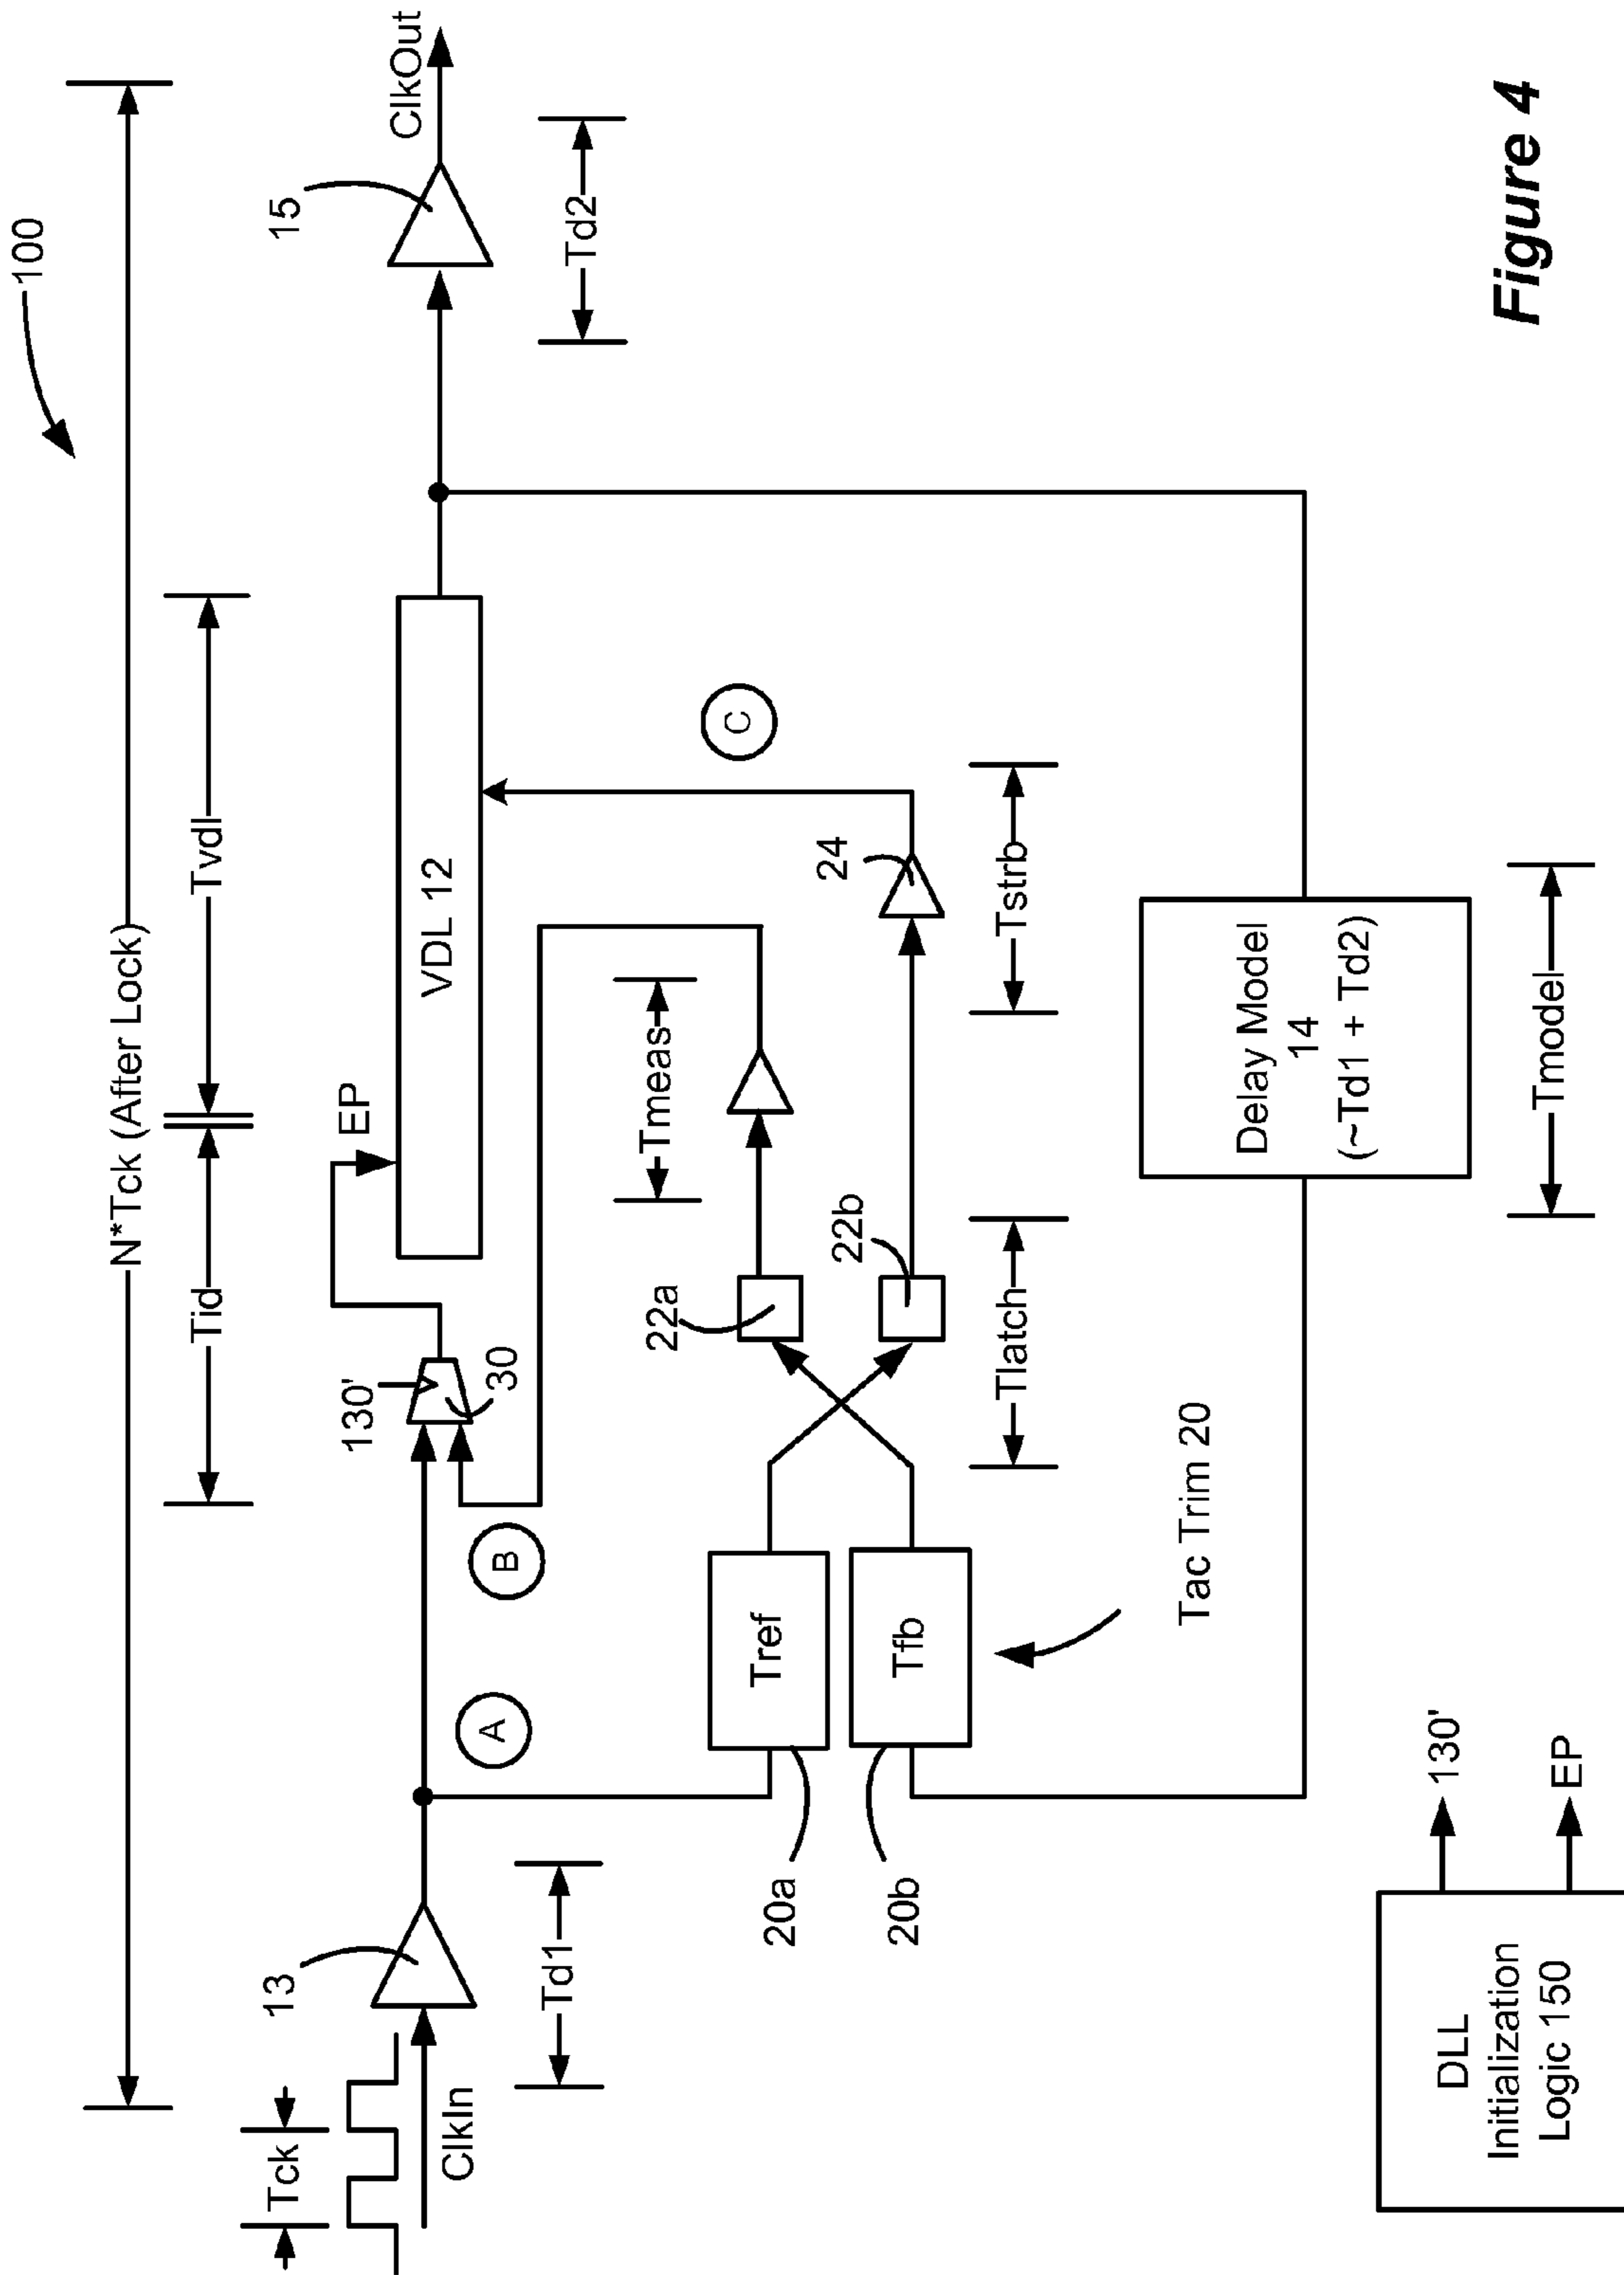 100
N*Tck (After Lock)
Tid
Tvdl
Tck
ClkIn
13
Td1
A
B
130'
30
EP
VDL 12
15
ClkOut
Td2
C
Tmeas
22a
22b
24
Tref
Tfb
20a
20b
Tlatch
Tstrb
Tac Trim 20
Delay Model
14
(~Td1 + Td2)
Tmodel
DLL
Initialization
Logic 150
130'
EP
Figure 4